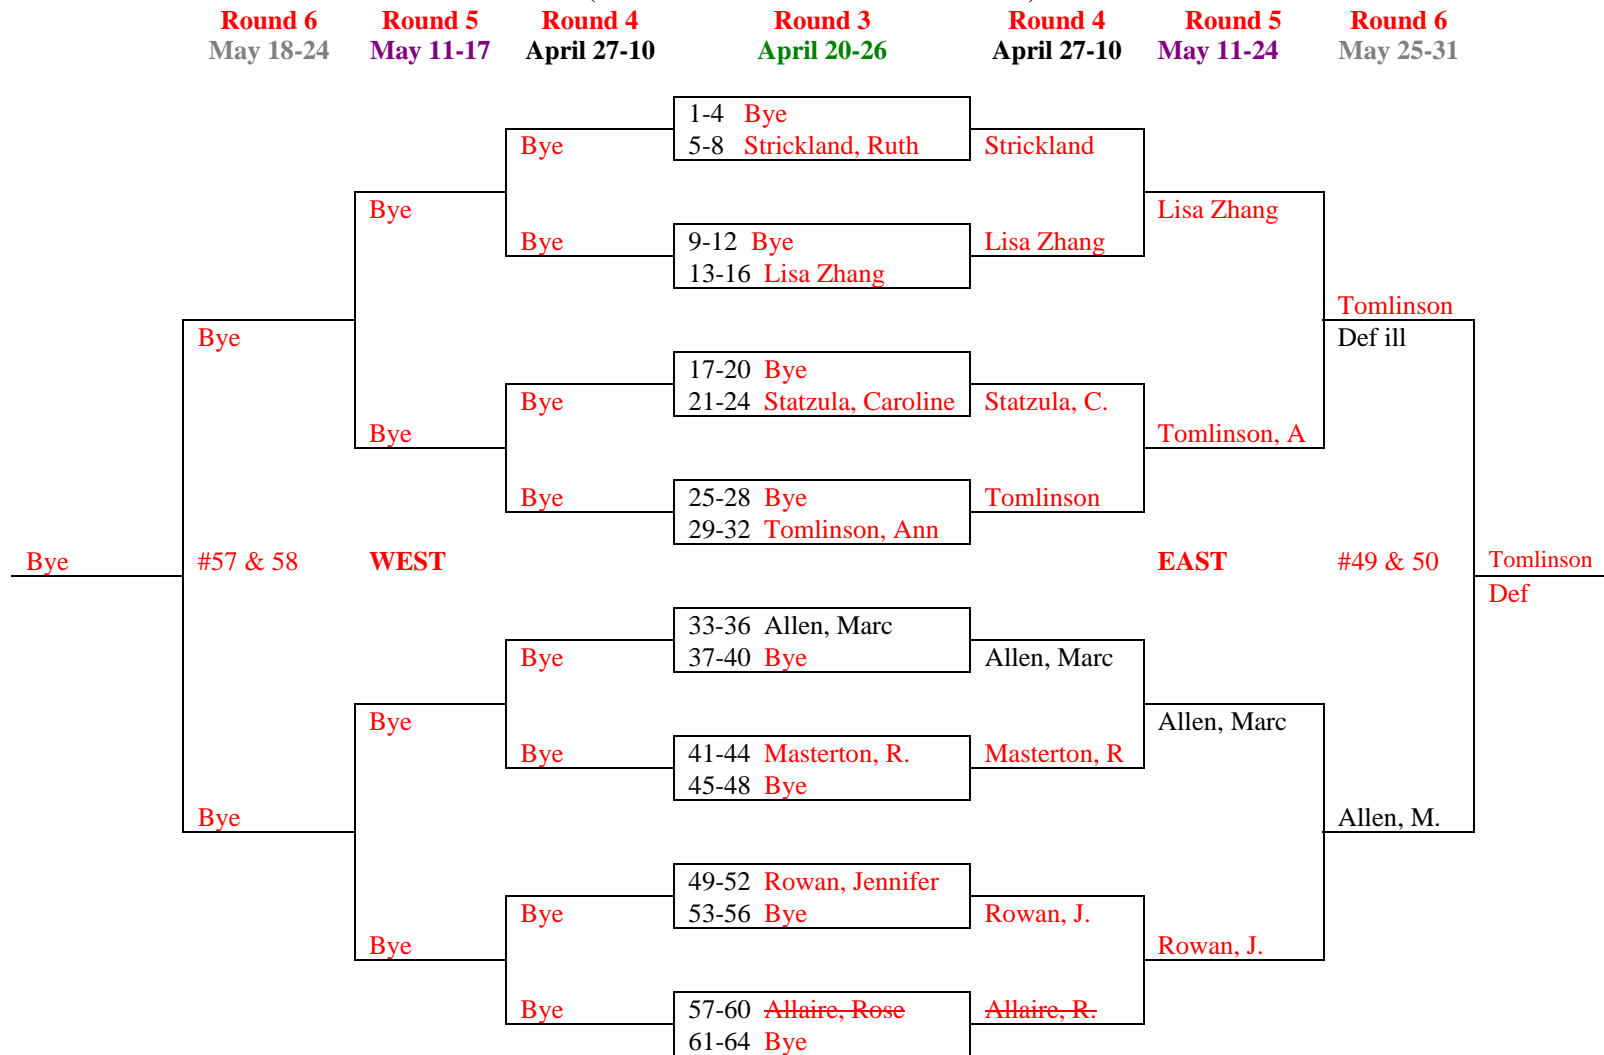 Round 6 Round 5 Round 4 Round 3 Round 4 Round 5 Round 6
May 18-24 May 11-17 April 27-10 April 20-26 April 27-10 May 11-24 May 25-31
1-4 Bye
Bye 5-8 Strickland, Ruth Strickland
Bye Lisa Zhang
Bye 9-12 Bye Lisa Zhang
13-16 Lisa Zhang
Tomlinson
Bye Def ill
17-20 Bye
Bye 21-24 Statzula, Caroline Statzula, C.
Bye Tomlinson, A
Bye 25-28 Bye Tomlinson
29-32 Tomlinson, Ann
Bye #57 & 58 WEST EAST #49 & 50 Tomlinson
Def
33-36 Allen, Marc
Bye 37-40 Bye Allen, Marc
Bye Allen, Marc
Bye 41-44 Masterton, R. Masterton, R
45-48 Bye
Bye Allen, M.
49-52 Rowan, Jennifer
Bye 53-56 Bye Rowan, J.
Bye Rowan, J.
Bye 57-60 Allaire, Rose Allaire, R.
61-64 Bye